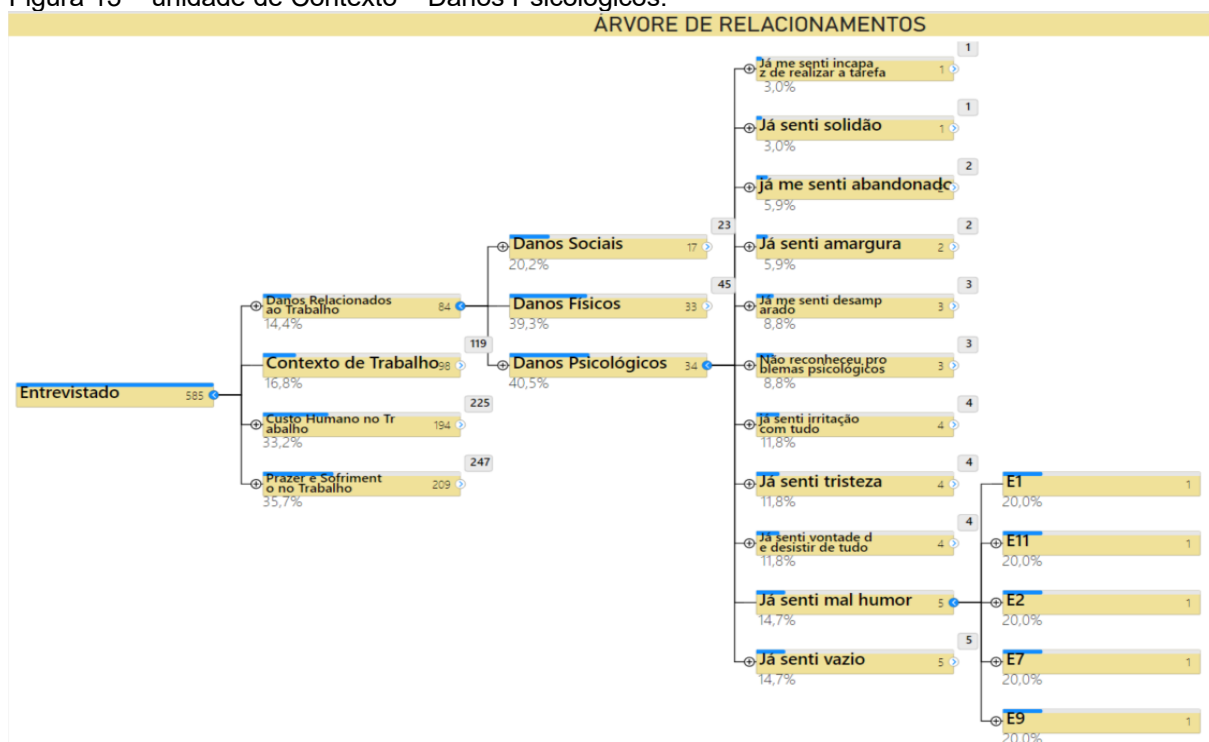 Figura 15 – unidade de Contexto – Danos Psicológicos.
ÁRVORE DE RELACIONAMENTOS
Entrevistado 585
Danos Relacionados
ao Trabalho 84
14,4%
119
Contexto de Trabalho 98
16,8%
225
Custo Humano no Tr
abalho 194
33,2%
247
Prazer e Sofriment
o no Trabalho 209
35,7%
23
Danos Sociais 17
20,2%
45
Danos Físicos 33
39,3%
Danos Psicológicos 34
40,5%
1
Já me senti incapa
z de realizar a tarefa 1
3,0%
1
Já senti solidão 1
3,0%
2
Já me senti abandonado
5,9%
2
Já senti amargura 2
5,9%
3
Já me senti desamp
arado 3
8,8%
3
Não reconheceu pro
blemas psicológicos 3
8,8%
4
Já senti irritação
com tudo 4
11,8%
4
Já senti tristeza 4
11,8%
4
Já senti vontade d
e desistir de tudo 4
11,8%
Já senti mal humor 5
14,7%
5
Já senti vazio 5
14,7%
E1 1
20,0%
E11 1
20,0%
E2 1
20,0%
E7 1
20,0%
E9 1
20,0%